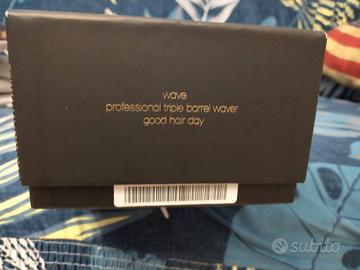 wave
professional triple barrel waver
good hair day
subito